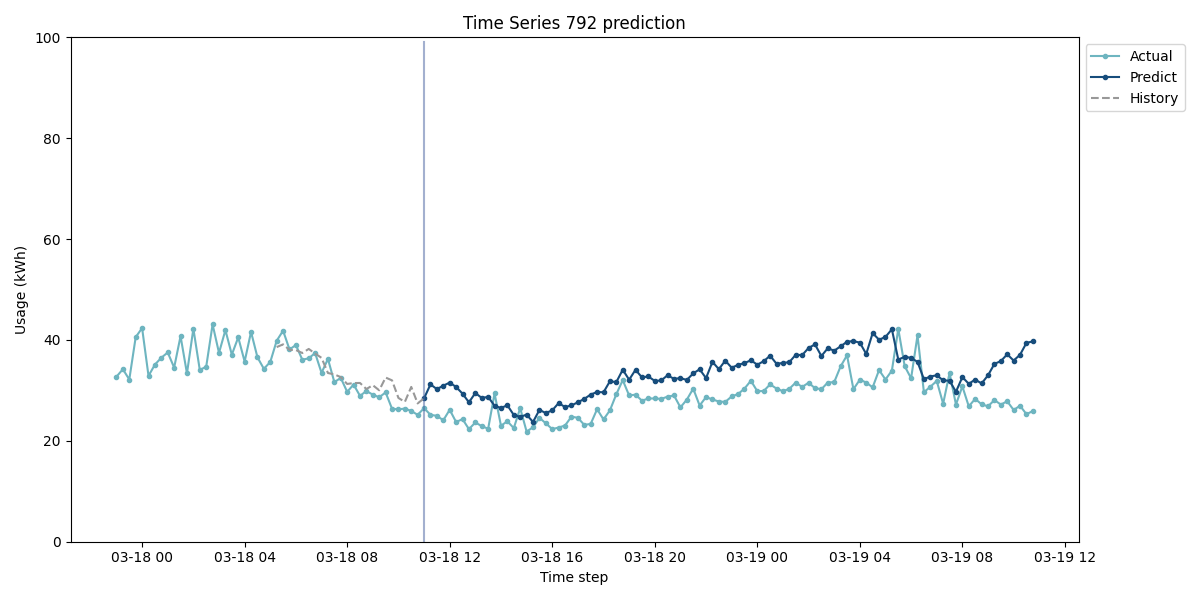 Time Series 792 prediction
Usage (kWh)
100
80
60
40
20
0
03-18 00
03-18 04
03-18 08
03-18 12
03-18 16
03-18 20
03-19 00
03-19 04
03-19 08
03-19 12
Time step
Actual
Predict
History